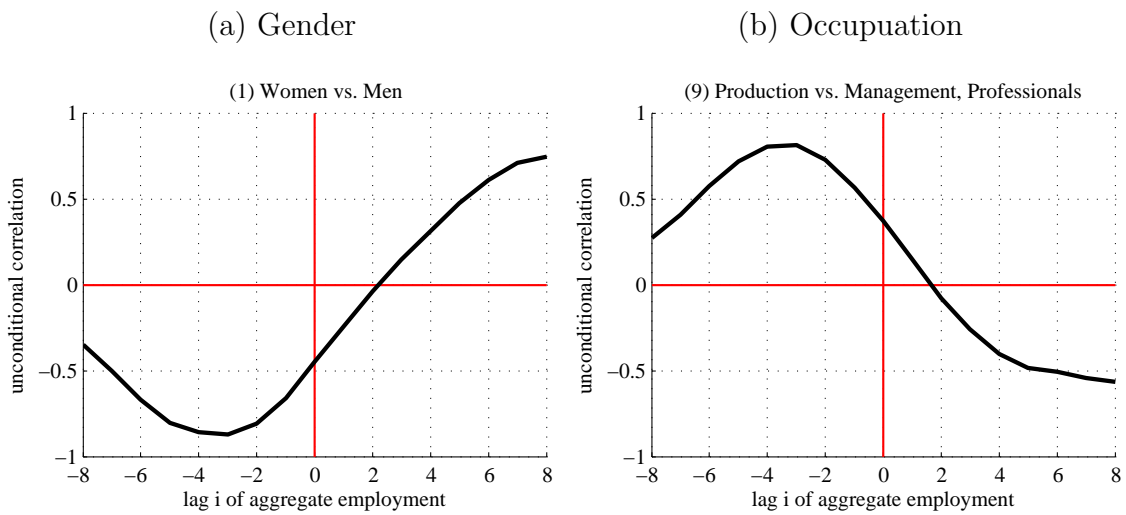 (a) Gender
(b) Occupuation
(1) Women vs. Men
1
0.5
0
−0.5
−1
−8 −6 −4 −2 0 2 4 6 8
unconditional correlation
lag i of aggregate employment
(9) Production vs. Management, Professionals
1
0.5
0
−0.5
−1
−8 −6 −4 −2 0 2 4 6 8
unconditional correlation
lag i of aggregate employment